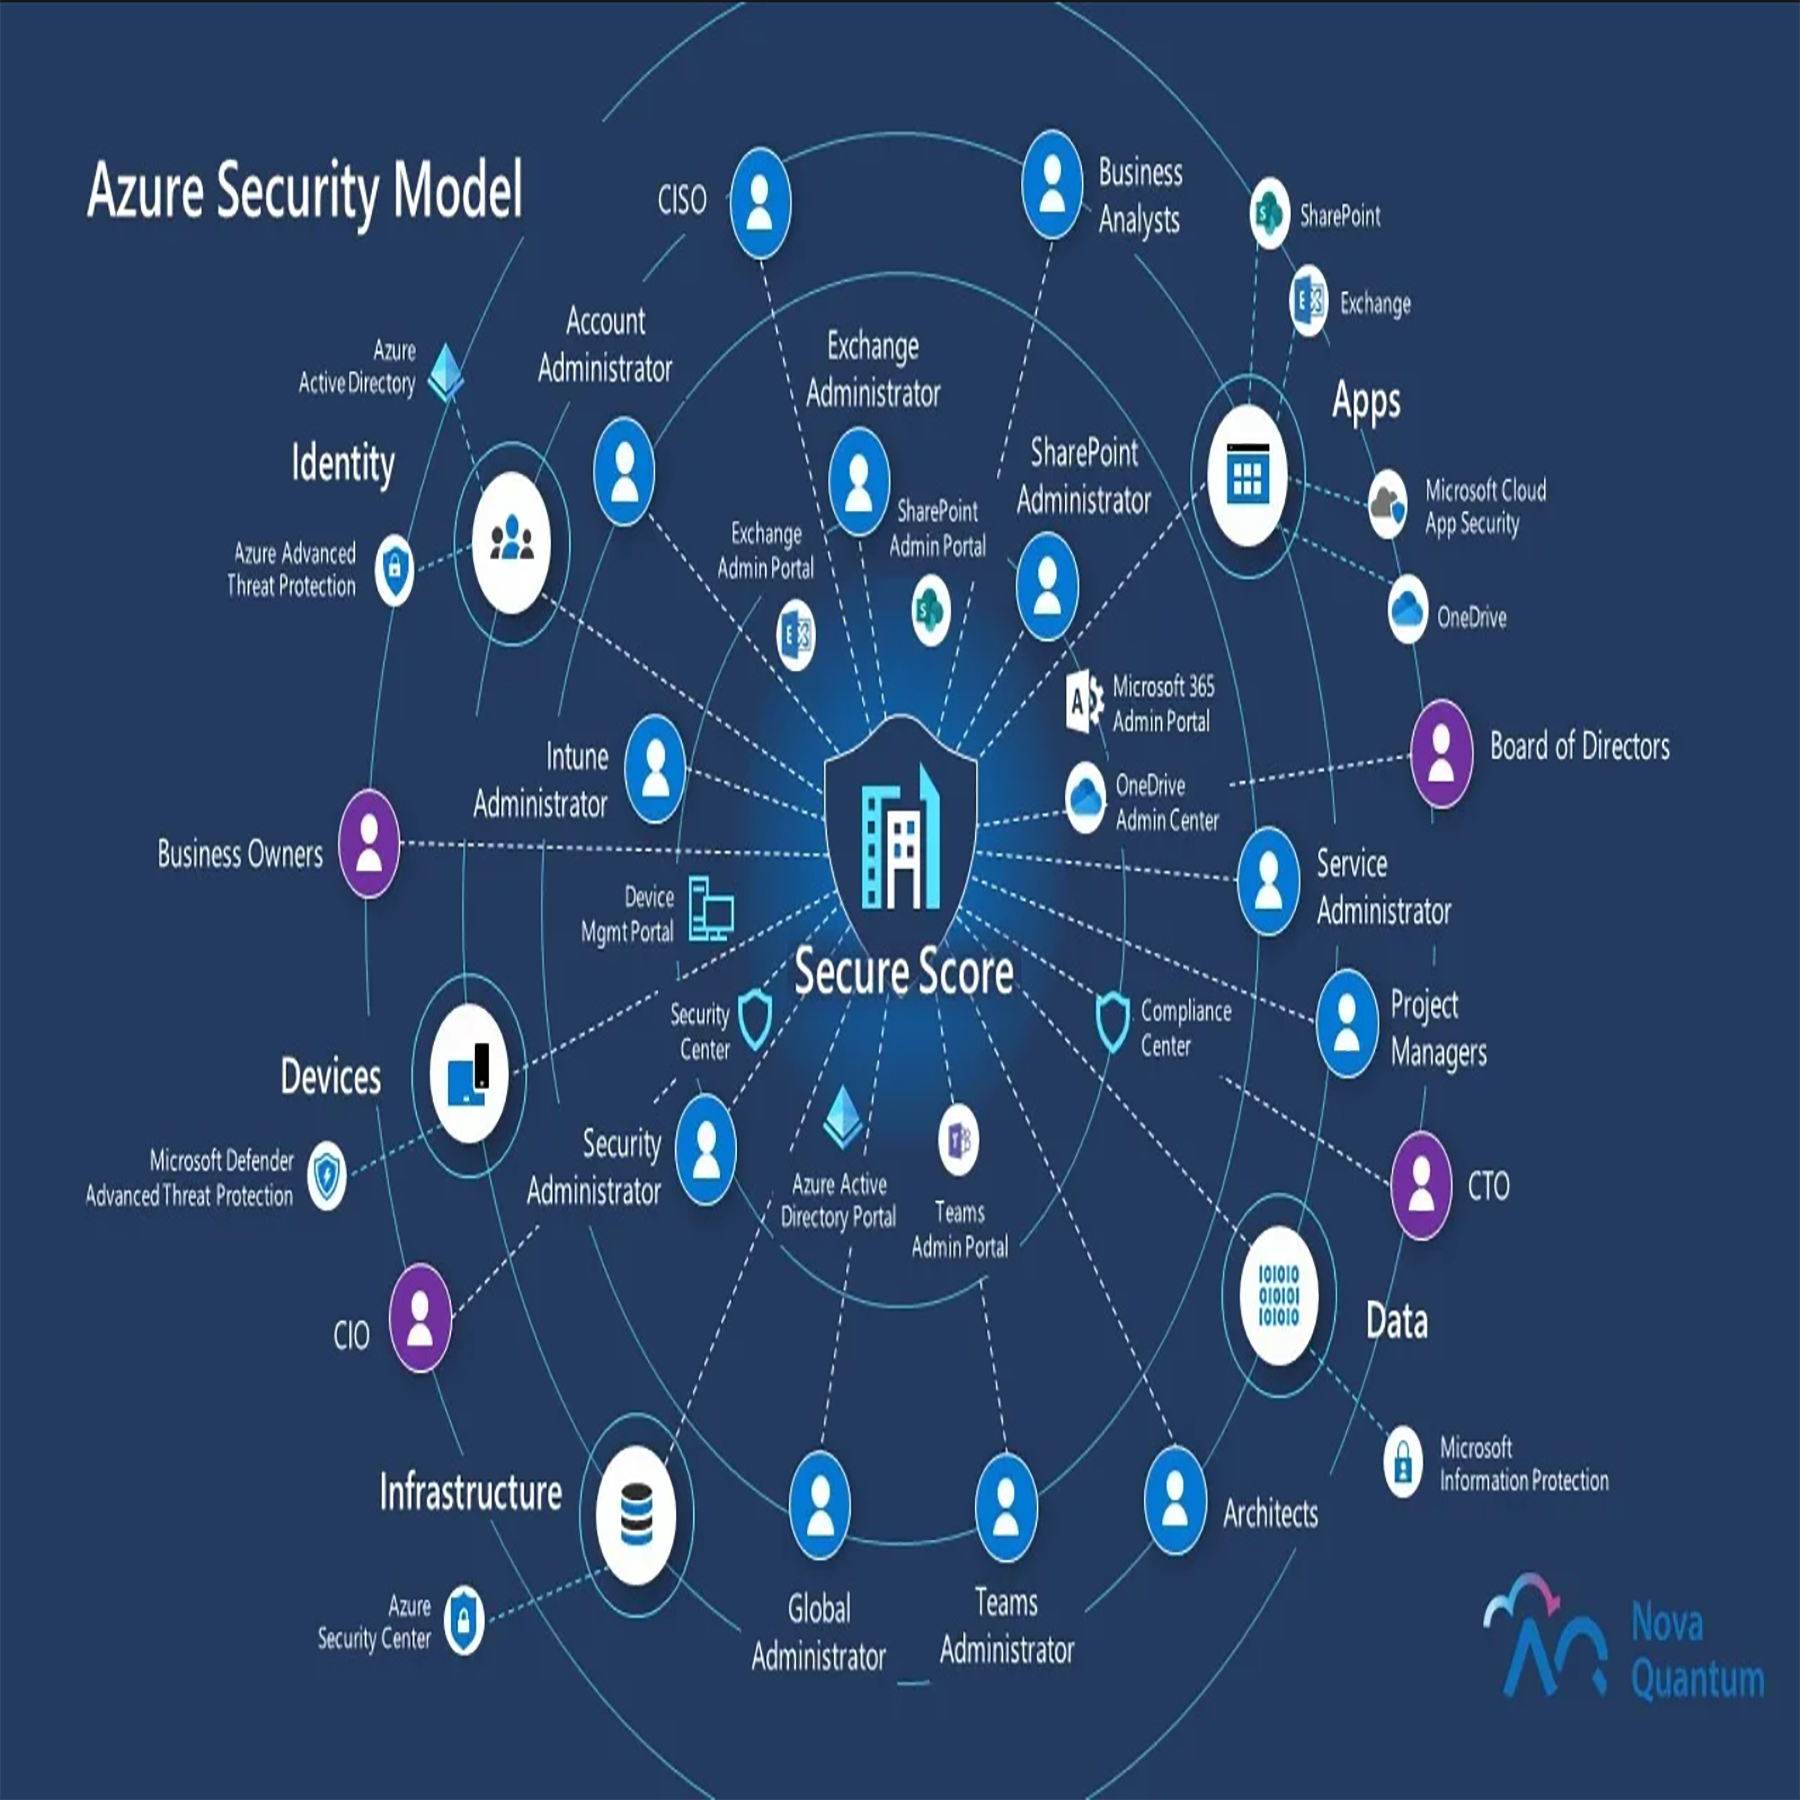 Azure Security Model
CISO
Business
Analysts
SharePoint
Exchange
Account
Administrator
Exchange
Administrator
Azure
Active Directory
Apps
Identity
SharePoint
Administrator
Microsoft Cloud
App Security
SharePoint
Admin Portal
Exchange
Admin Portal
Azure Advanced
Threat Protection
OneDrive
Microsoft 365
Admin Portal
Board of Directors
Intune
Administrator
OneDrive
Admin Center
Business Owners
Service
Administrator
Device
Mgmt Portal
Secure Score
Security
Center
Compliance
Center
Project
Managers
Devices
Security
Administrator
Microsoft Defender
Advanced Threat Protection
Azure Active
Directory Portal
Teams
Admin Portal
CTO
CIO
Data
Microsoft
Information Protection
Infrastructure
Architects
Azure
Security Center
Global
Administrator
Teams
Administrator
Nova
Quantum
10101
01010
10101